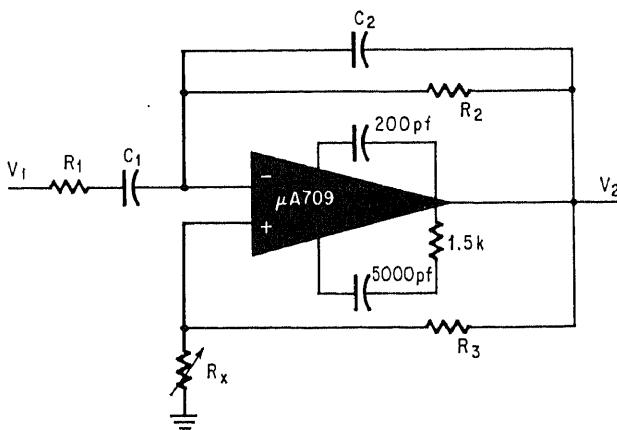 C2
R2
200pf
V1
R1
C1
−
μA709
V2
+
1.5k
5000pf
R3
Rx